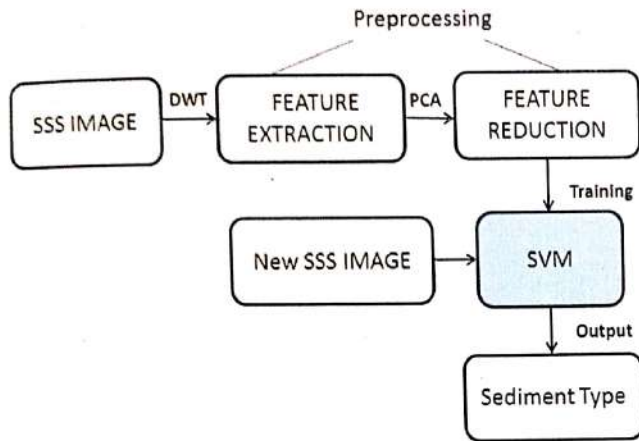 Preprocessing
SSS IMAGE
DWT
FEATURE
EXTRACTION
PCA
FEATURE
REDUCTION
Training
New SSS IMAGE
SVM
Output
Sediment Type